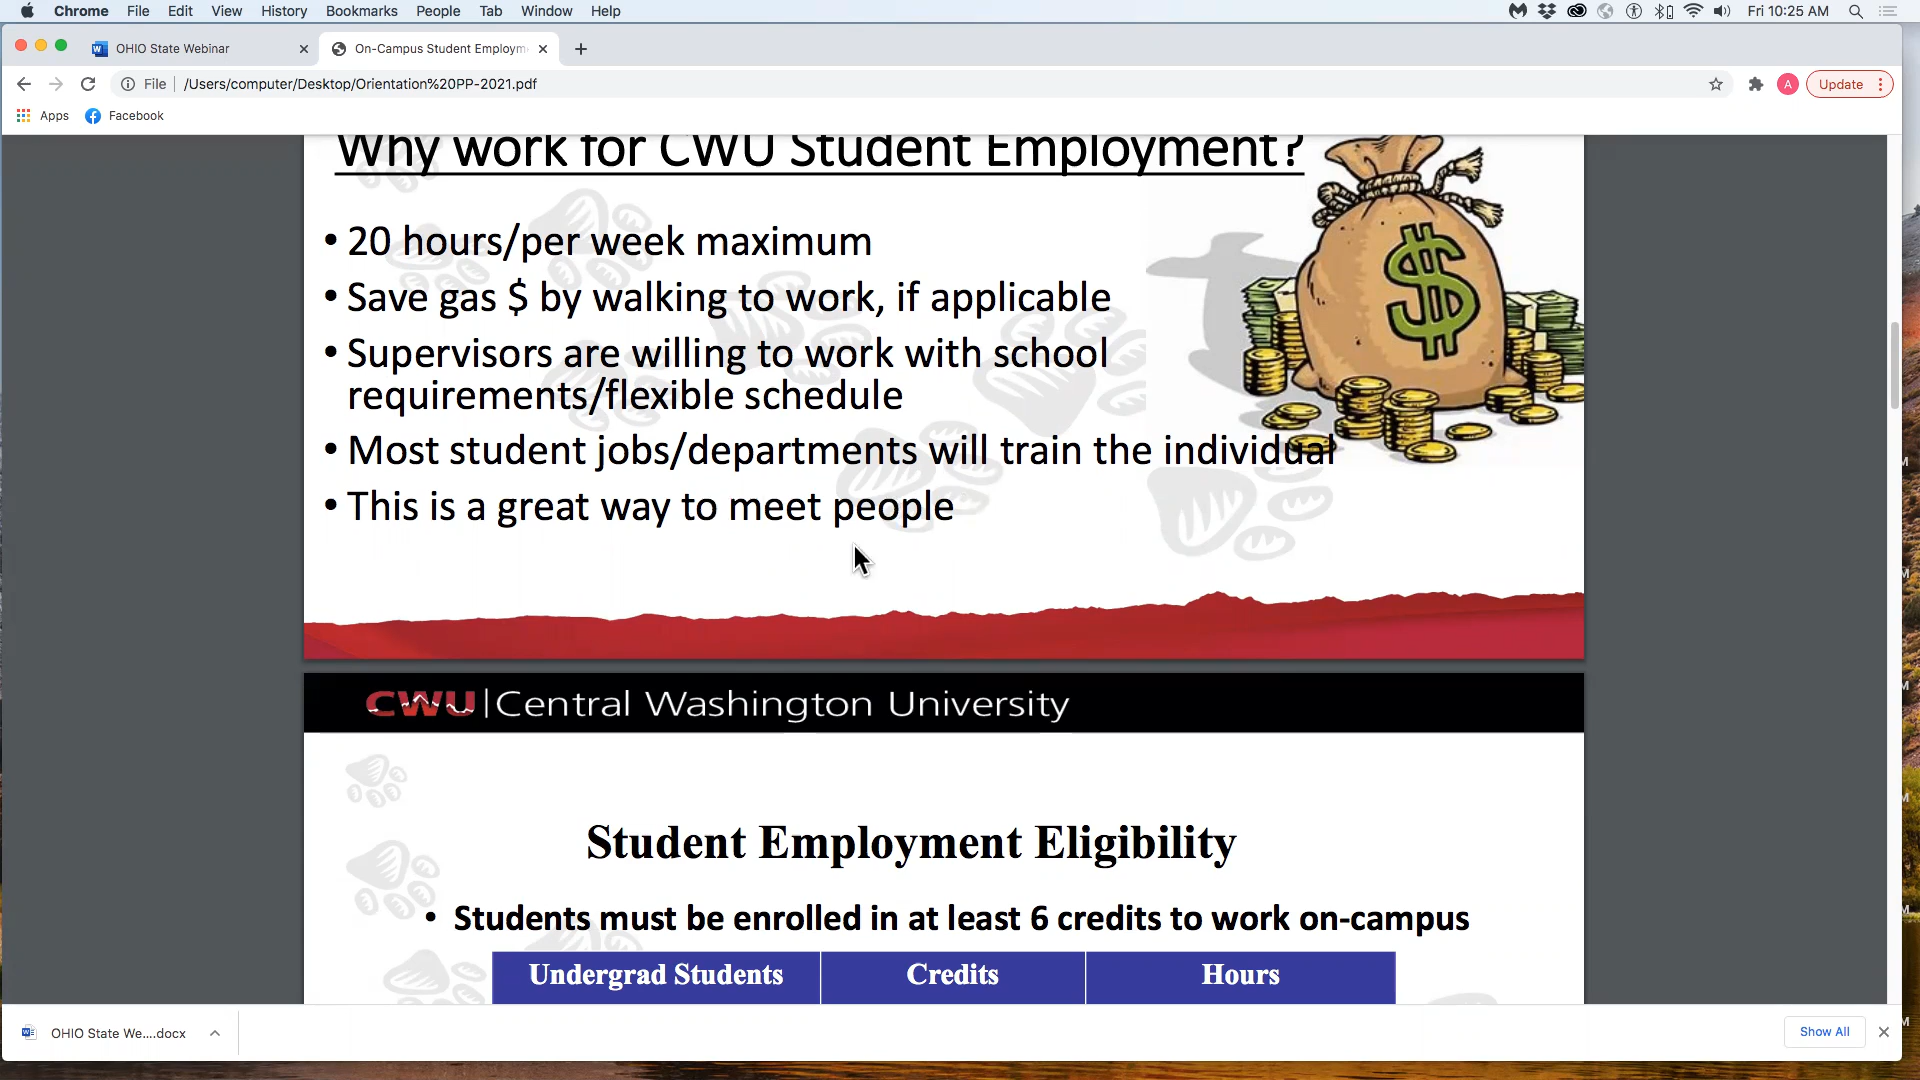 Chrome File Edit View History Bookmarks People Tab Window Help Fri 10:25 AM
OHIO State Webinar On-Campus Student Employm
File /Users/computer/Desktop/Orientation%20PP-2021.pdf A Update
Apps Facebook
Why work for CWU Student Employment?
• 20 hours/per week maximum
• Save gas $ by walking to work, if applicable
• Supervisors are willing to work with school
requirements/flexible schedule
• Most student jobs/departments will train the individual
• This is a great way to meet people
$
CWU | Central Washington University
Student Employment Eligibility
• Students must be enrolled in at least 6 credits to work on-campus
Undergrad Students Credits Hours
OHIO State We....docx Show All